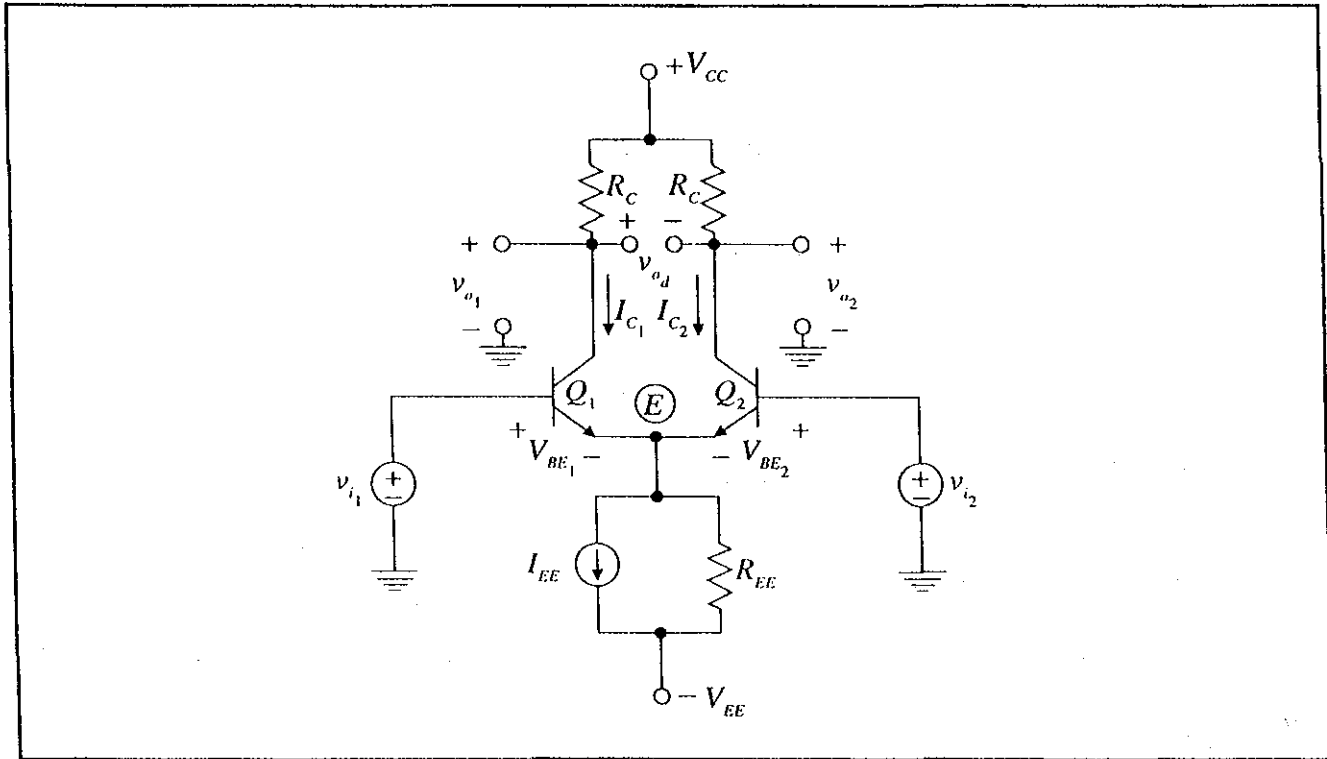 +V_CC
R_C R_C
+ + − +
v_o1 v_od v_o2
− I_C1 I_C2 −
Q_1 E Q_2
+ V_BE1 − − V_BE2 +
v_i1 + − + − v_i2
I_EE R_EE
− V_EE